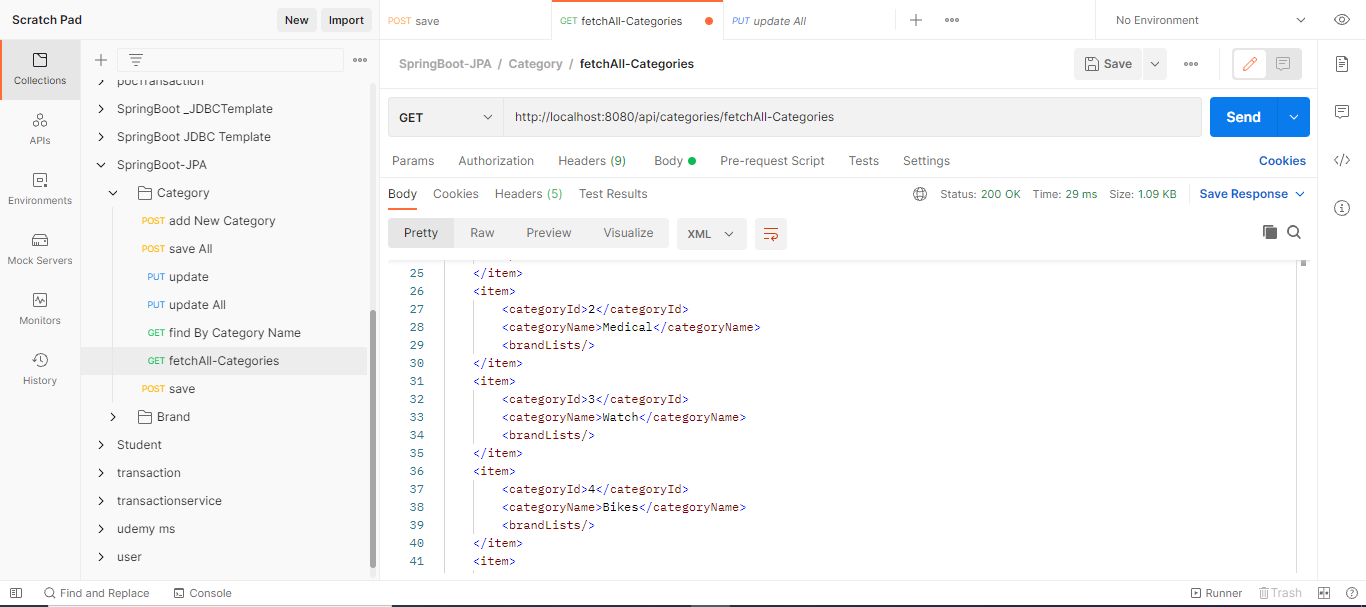 Scratch Pad New Import POST save GET fetchAll-Categories PUT update All No Environment
Collections
APIs
Environments
Mock Servers
Monitors
History
pocTransaction
SpringBoot _JDBCTemplate
SpringBoot JDBC Template
SpringBoot-JPA
Category
POST add New Category
POST save All
PUT update
PUT update All
GET find By Category Name
GET fetchAll-Categories
POST save
Brand
Student
transaction
transactionservice
udemy ms
user
SpringBoot-JPA / Category / fetchAll-Categories Save
GET http://localhost:8080/api/categories/fetchAll-Categories Send
Params Authorization Headers (9) Body Pre-request Script Tests Settings Cookies
Body Cookies Headers (5) Test Results Status: 200 OK Time: 29 ms Size: 1.09 KB Save Response
Pretty Raw Preview Visualize XML
25 </item>
26 <item>
27 <categoryId>2</categoryId>
28 <categoryName>Medical</categoryName>
29 <brandLists/>
30 </item>
31 <item>
32 <categoryId>3</categoryId>
33 <categoryName>Watch</categoryName>
34 <brandLists/>
35 </item>
36 <item>
37 <categoryId>4</categoryId>
38 <categoryName>Bikes</categoryName>
39 <brandLists/>
40 </item>
41 <item>
Find and Replace Console Runner Trash